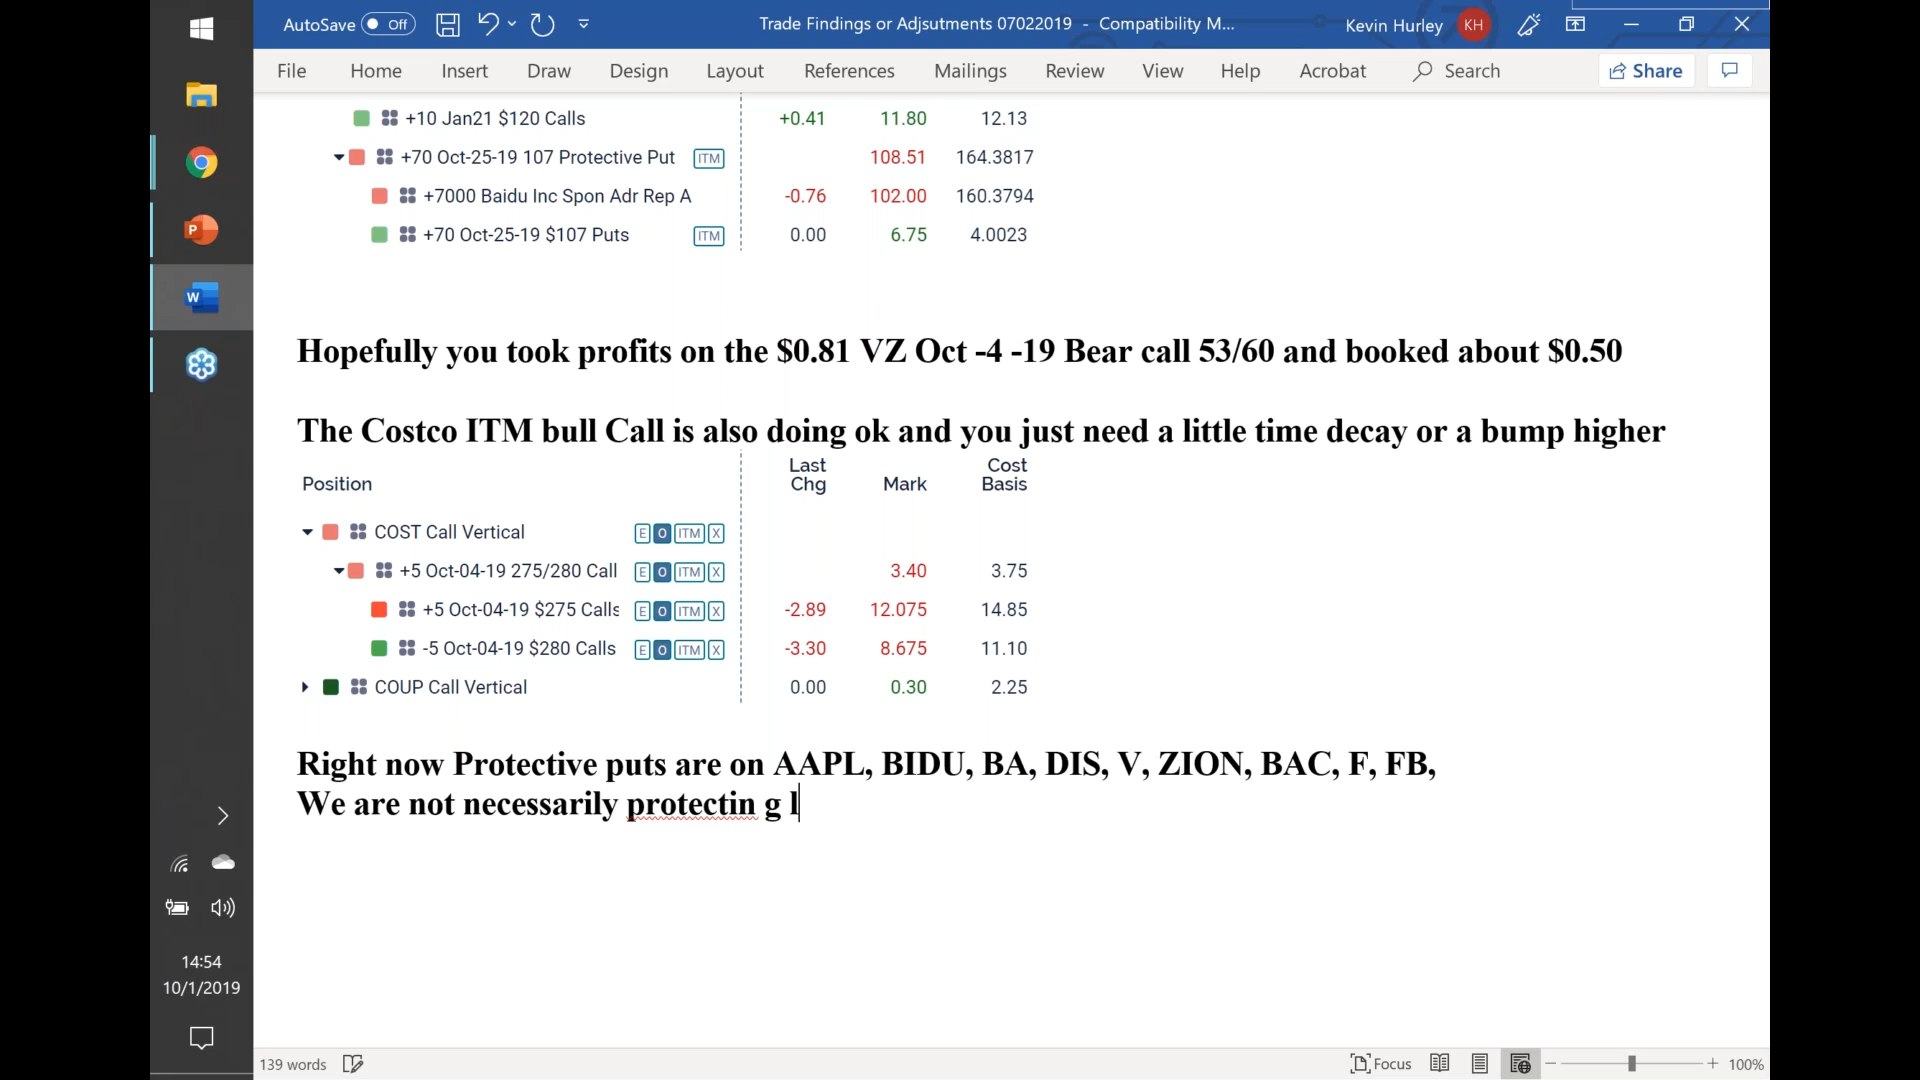 AutoSave Off
Trade Findings or Adjsutments 07022019 - Compatibility M...
Kevin Hurley KH
File Home Insert Draw Design Layout References Mailings Review View Help Acrobat Search Share
+10 Jan21 $120 Calls +0.41 11.80 12.13
+70 Oct-25-19 107 Protective Put ITM 108.51 164.3817
+7000 Baidu Inc Spon Adr Rep A -0.76 102.00 160.3794
+70 Oct-25-19 $107 Puts ITM 0.00 6.75 4.0023
Hopefully you took profits on the $0.81 VZ Oct -4 -19 Bear call 53/60 and booked about $0.50
The Costco ITM bull Call is also doing ok and you just need a little time decay or a bump higher
Position Last Chg Mark Cost Basis
COST Call Vertical E O ITM X
+5 Oct-04-19 275/280 Call E O ITM X 3.40 3.75
+5 Oct-04-19 $275 Calls E O ITM X -2.89 12.075 14.85
-5 Oct-04-19 $280 Calls E O ITM X -3.30 8.675 11.10
COUP Call Vertical 0.00 0.30 2.25
Right now Protective puts are on AAPL, BIDU, BA, DIS, V, ZION, BAC, F, FB,
We are not necessarily protectin g l
14:54
10/1/2019
139 words Focus 100%
P
W